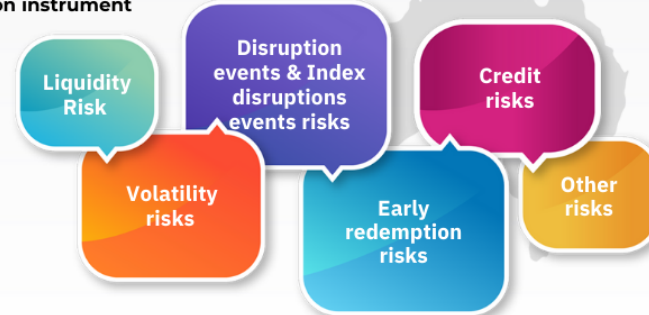 on instrument
Liquidity
Risk
Disruption
events & Index
disruptions
events risks
Credit
risks
Volatility
risks
Early
redemption
risks
Other
risks